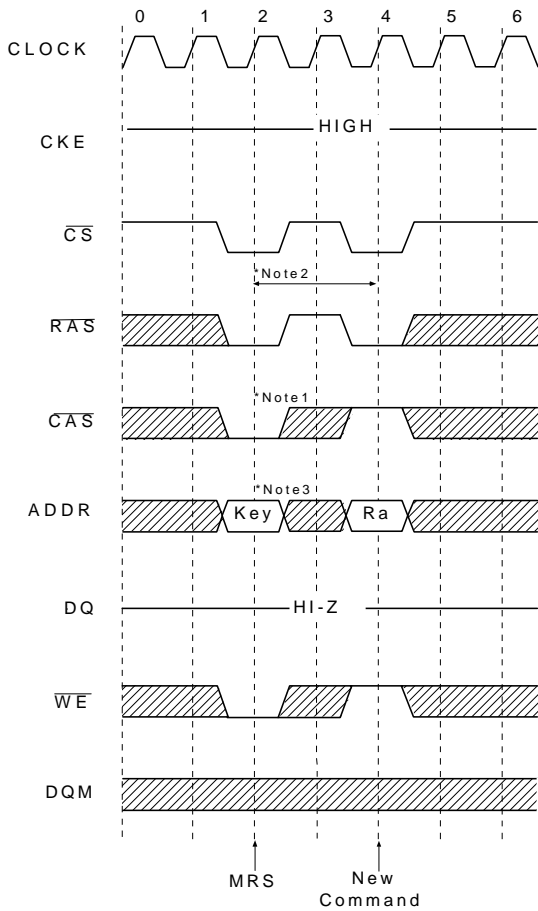 0 1 2 3 4 5 6
CLOCK
HIGH
CKE
CS
*Note2
RAS
*Note1
CAS
*Note3
ADDR
Key
Ra
DQ
HI-Z
WE
DQM
MRS
New
Command